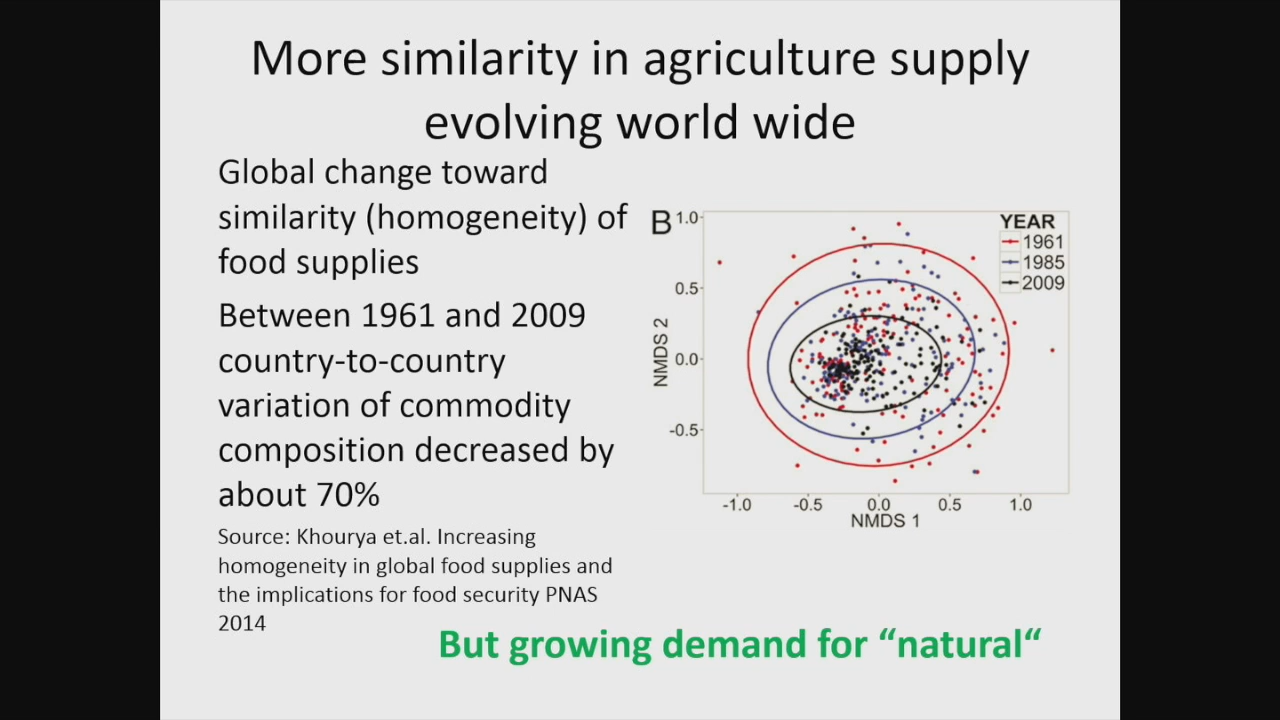 More similarity in agriculture supply
evolving world wide
Global change toward
similarity (homogeneity) of
food supplies
Between 1961 and 2009
country-to-country
variation of commodity
composition decreased by
about 70%
Source: Khourya et.al. Increasing
homogeneity in global food supplies and
the implications for food security PNAS
2014
B
YEAR
1961
1985
2009
1.0
0.5
0.0
-0.5
NMDS 2
-1.0 -0.5 0.0 0.5 1.0
NMDS 1
But growing demand for “natural“